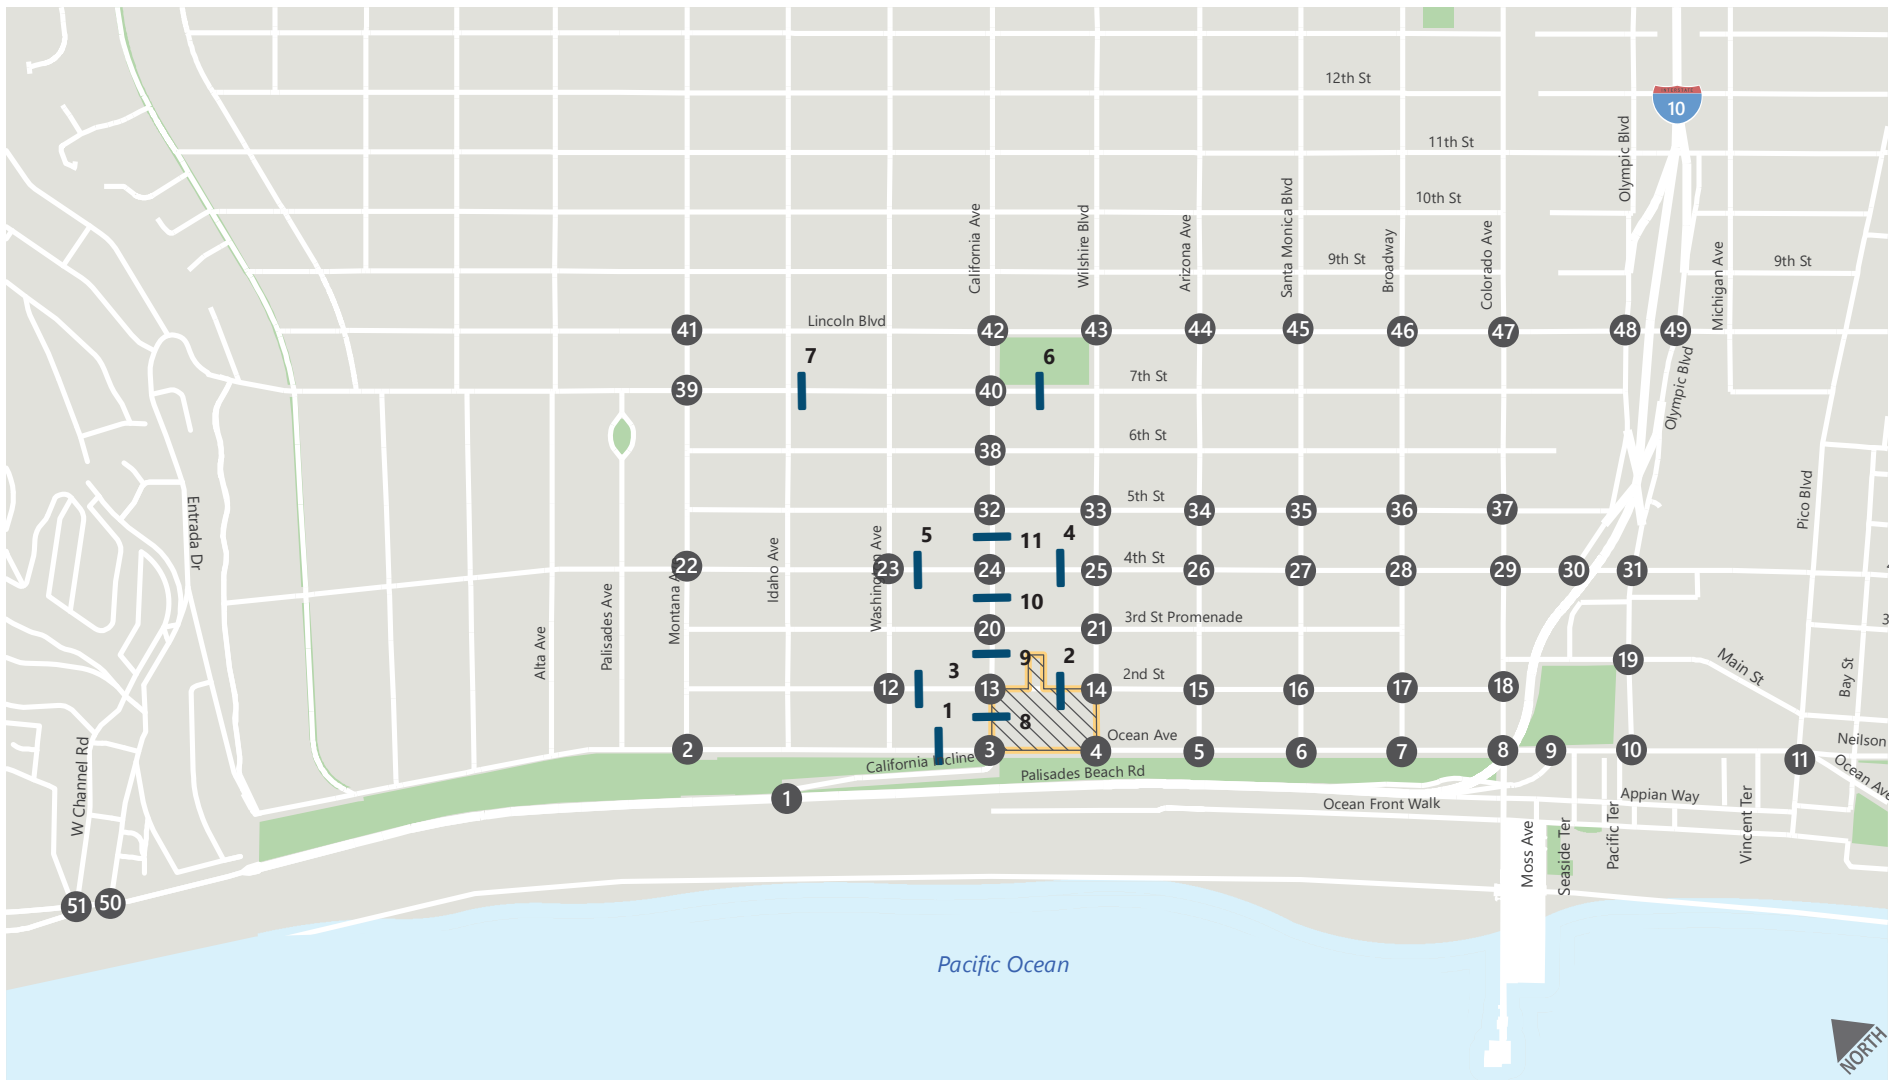 12th St
INTERSTATE
10
11th St
Olympic Blvd
10th St
California Ave
Wilshire Blvd
Arizona Ave
Santa Monica Blvd
Broadway
Colorado Ave
9th St
Michigan Ave
9th St
41
Lincoln Blvd
42
43
44
45
46
47
48
49
7
6
39
40
7th St
Olympic Blvd
38
6th St
32
33
5th St
34
35
36
37
Pico Blvd
Entrada Dr
5
11
4
22
Idaho Ave
Washington Ave
23
24
25
4th St
26
27
28
29
30
31
10
Alta Ave
Palisades Ave
Montana A
20
21
3rd St Promenade
3
9
2
12
13
14
2nd St
15
16
17
18
19
Main St
Bay St
1
8
2
3
4
Ocean Ave
5
6
7
8
9
10
11
Neilson
California Incline
Palisades Beach Rd
Ocean Ave
1
Ocean Front Walk
Appian Way
W Channel Rd
Moss Ave
Seaside Ter
Pacific Ter
Vincent Ter
51
50
Pacific Ocean
NORTH